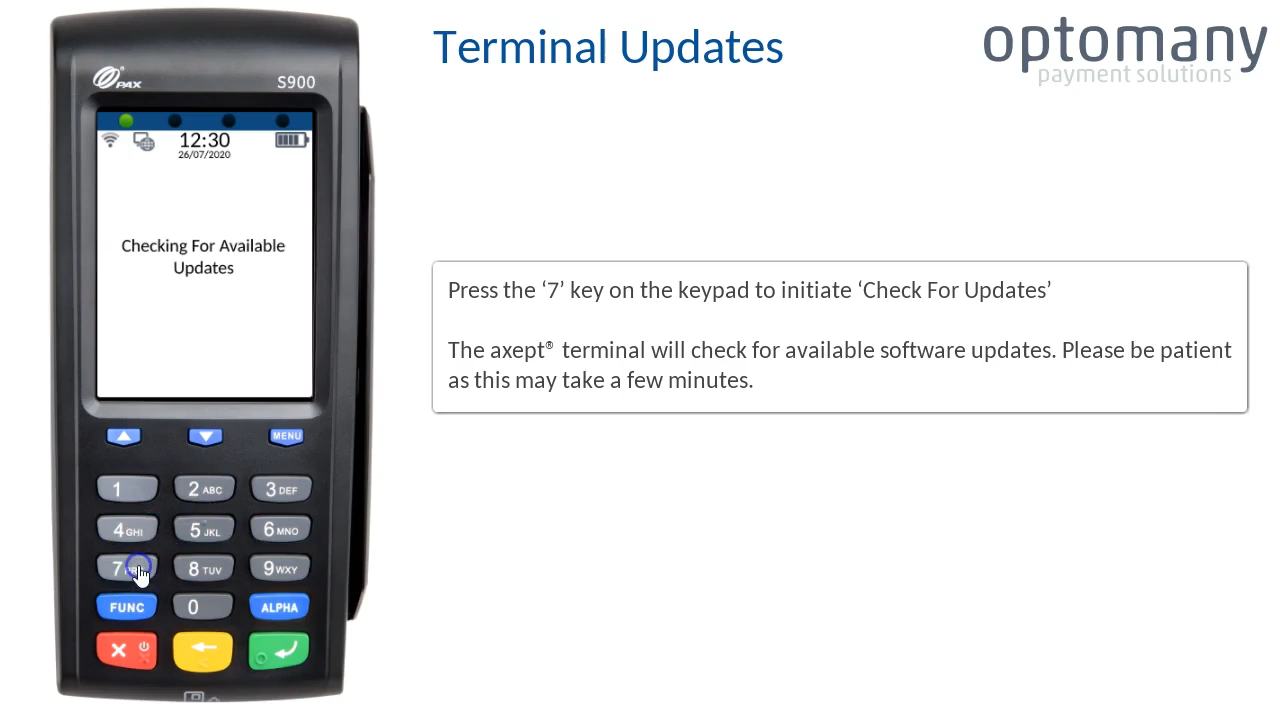 Terminal Updates
optomany
payment solutions
PAX
S900
12:30
26/07/2020
Checking For Available
Updates
Press the ‘7’ key on the keypad to initiate ‘Check For Updates’
The axept® terminal will check for available software updates. Please be patient
as this may take a few minutes.
MENU
1 2 ABC 3 DEF
4 GHI 5 JKL 6 MNO
7 8 TUV 9 WXY
FUNC 0 ALPHA